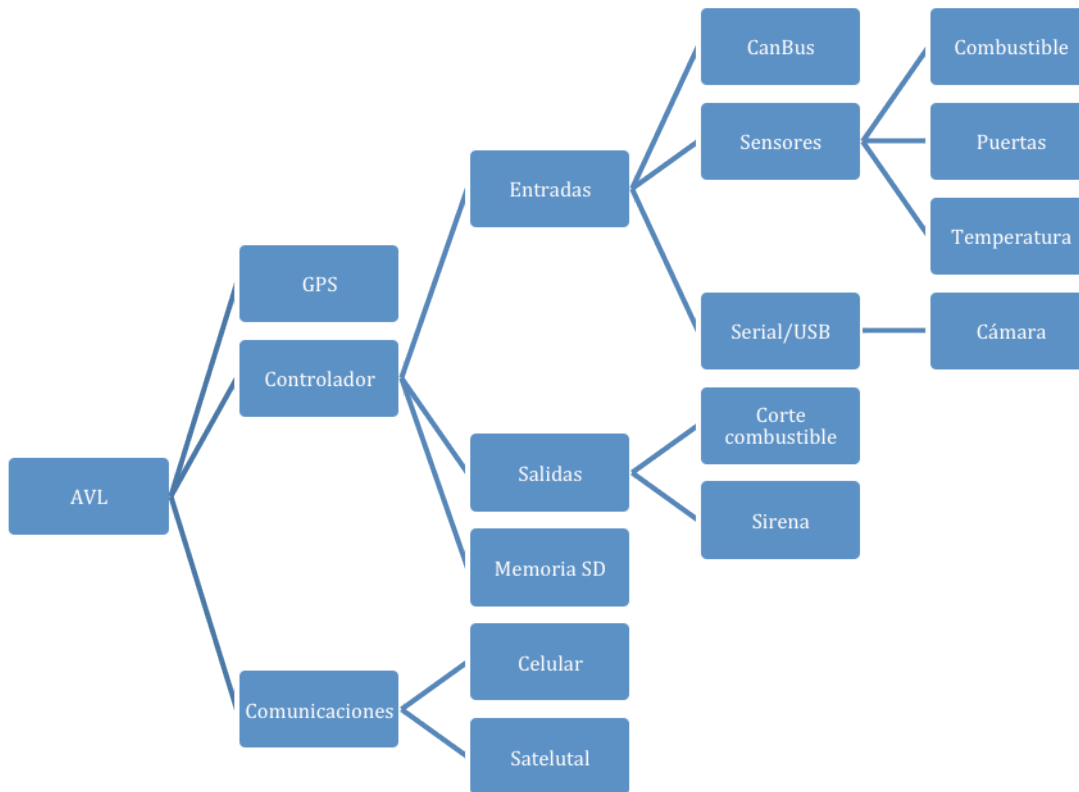 AVL
GPS
Controlador
Comunicaciones
Entradas
Salidas
Memoria SD
Celular
Satelutal
CanBus
Sensores
Serial/USB
Corte
combustible
Sirena
Combustible
Puertas
Temperatura
Cámara